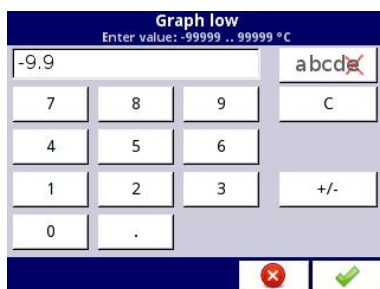 Graph low
Enter value: -99999 .. 99999 °C
-9.9
abcde
7 8 9 C
4 5 6
1 2 3 +/-
0 .